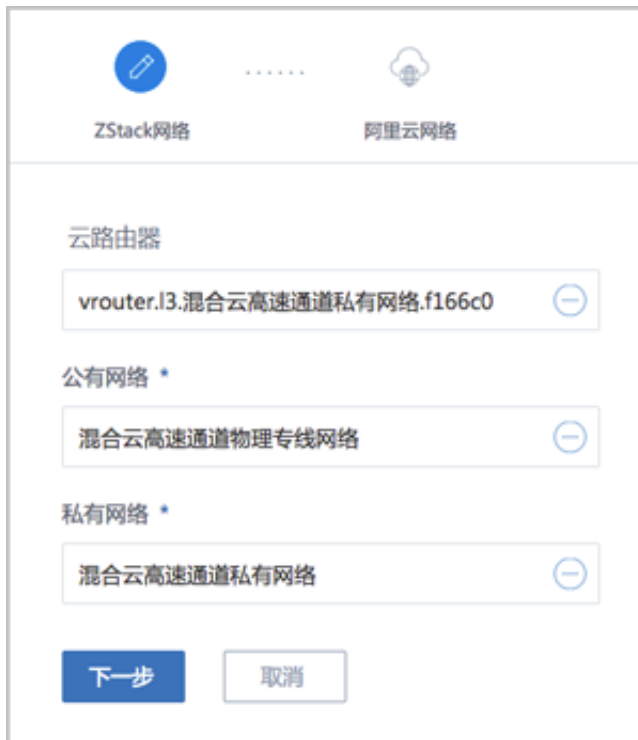 ZStack网络
阿里云网络
云路由器
vrouter.l3.混合云高速通道私有网络.f166c0
公有网络 *
混合云高速通道物理专线网络
私有网络 *
混合云高速通道私有网络
下一步
取消